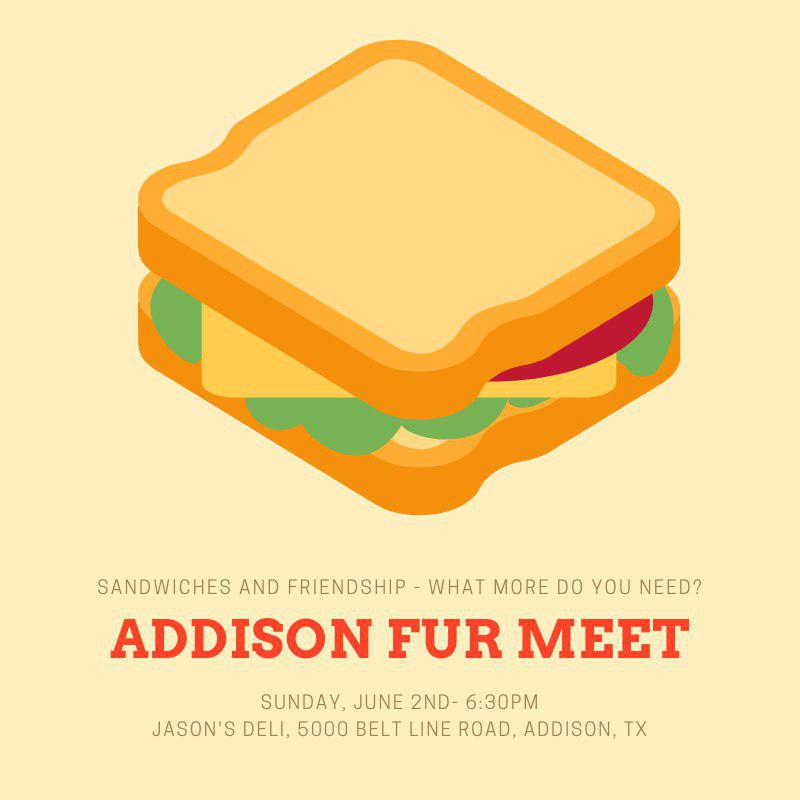 SANDWICHES AND FRIENDSHIP - WHAT MORE DO YOU NEED?
ADDISON FUR MEET
SUNDAY, JUNE 2ND- 6:30PM
JASON'S DELI, 5000 BELT LINE ROAD, ADDISON, TX